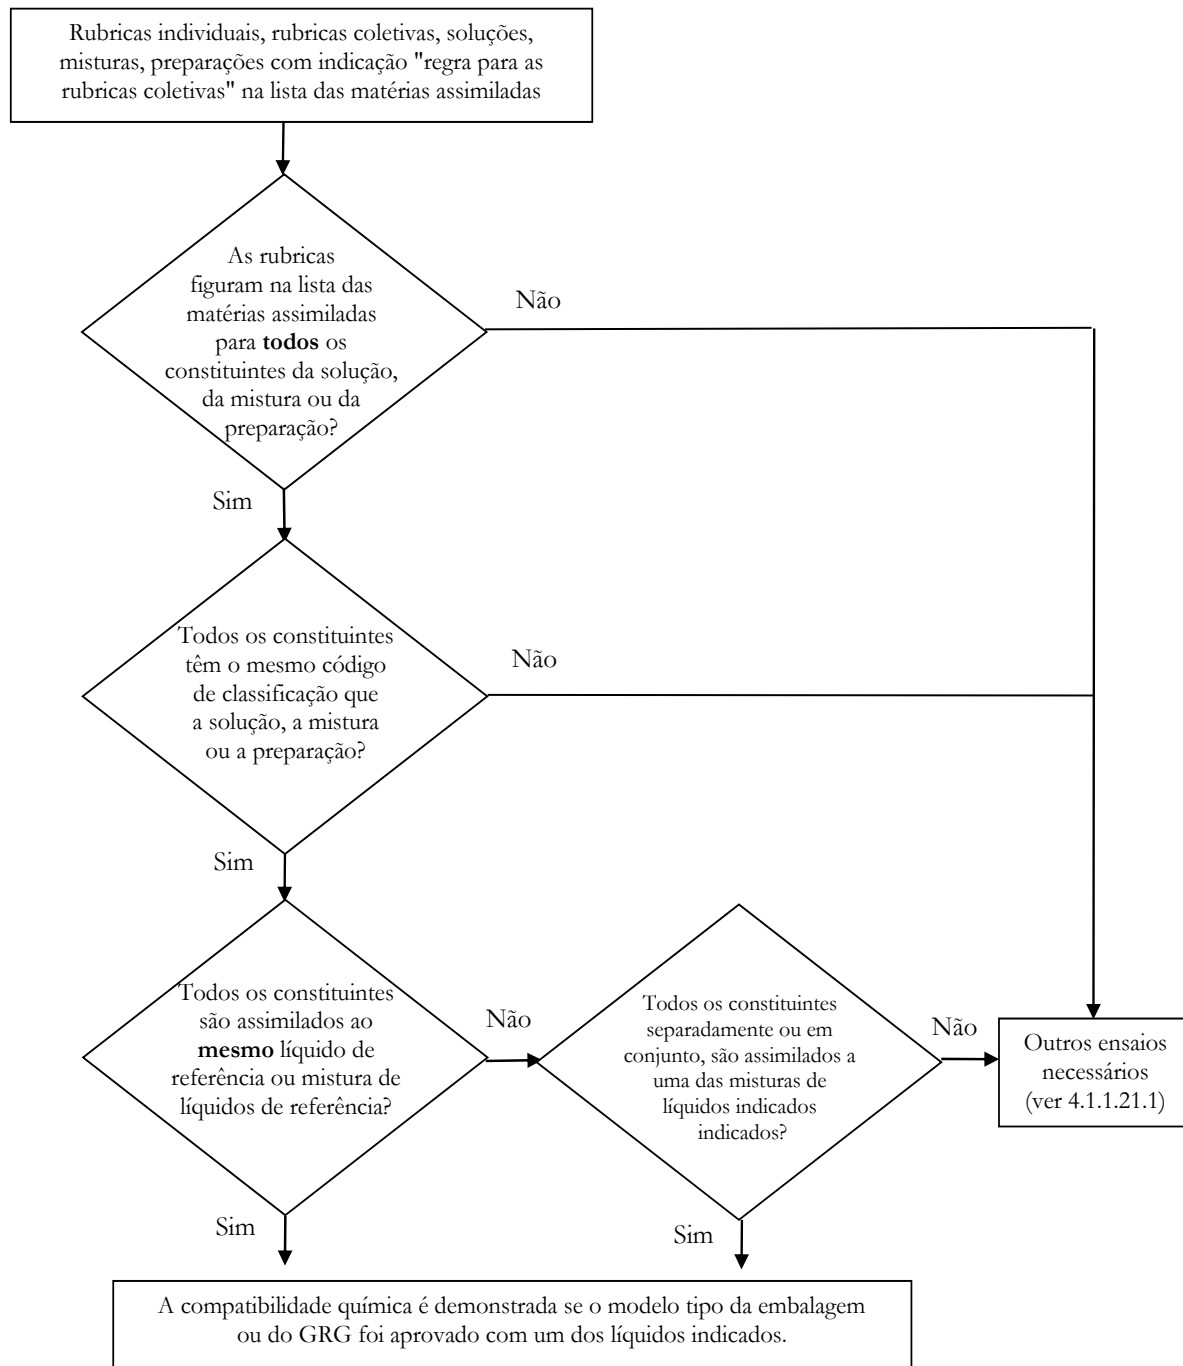 Rubricas individuais, rubricas coletivas, soluções,
misturas, preparações com indicação "regra para as
rubricas coletivas" na lista das matérias assimiladas
As rubricas
figuram na lista das
matérias assimiladas
para todos os
constituintes da solução,
da mistura ou da
preparação?
Não
Sim
Todos os constituintes
têm o mesmo código
de classificação que
a solução, a mistura
ou a preparação?
Não
Sim
Todos os constituintes
são assimilados ao
mesmo líquido de
referência ou mistura de
líquidos de referência?
Não
Todos os constituintes
separadamente ou em
conjunto, são assimilados a
uma das misturas de
líquidos indicados
indicados?
Não
Outros ensaios
necessários
(ver 4.1.1.21.1)
Sim
Sim
A compatibilidade química é demonstrada se o modelo tipo da embalagem
ou do GRG foi aprovado com um dos líquidos indicados.